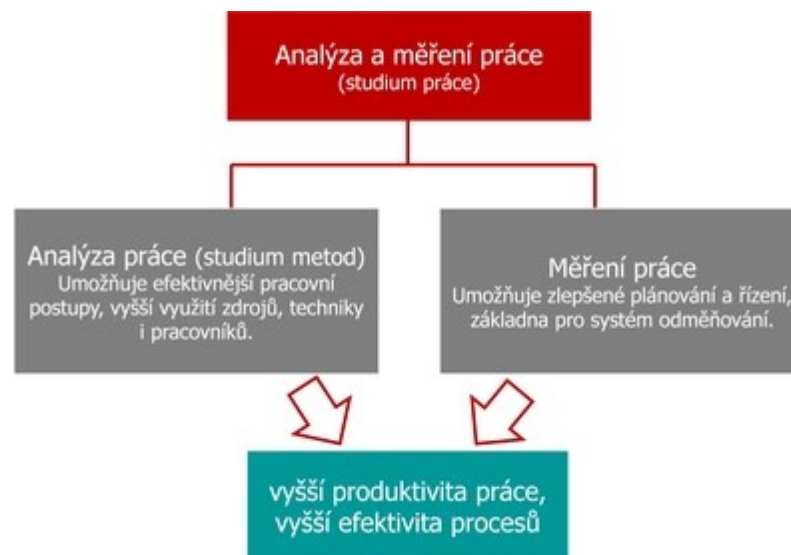 Analýza a měření práce
(studium práce)
Analýza práce (studium metod)
Umožňuje efektivnější pracovní
postupy, vyšší využití zdrojů, techniky
i pracovníků.
Měření práce
Umožňuje zlepšené plánování a řízení,
základna pro systém odměňování.
vyšší produktivita práce,
vyšší efektivita procesů